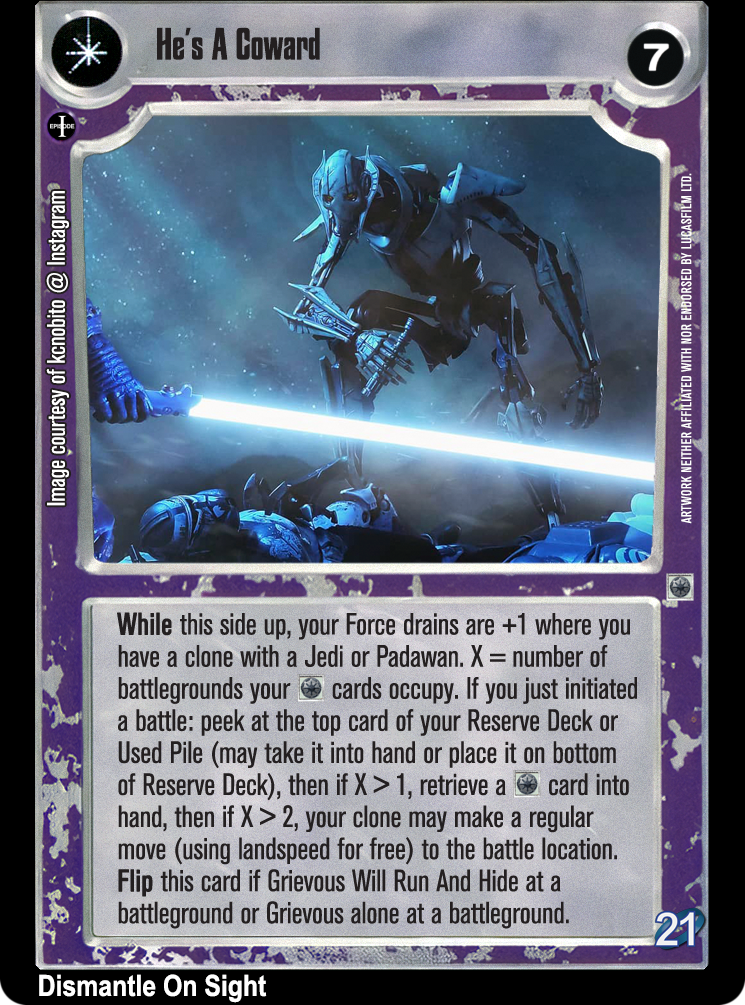 He's A Coward
7
EPISODE
I
Image courtesy of kcnobito @ Instagram
ARTWORK NEITHER AFFILIATED WITH NOR ENDORSED BY LUCASFILM LTD.
While this side up, your Force drains are +1 where you
have a clone with a Jedi or Padawan. X = number of
battlegrounds your cards occupy. If you just initiated
a battle: peek at the top card of your Reserve Deck or
Used Pile (may take it into hand or place it on bottom
of Reserve Deck), then if X > 1, retrieve a card into
hand, then if X > 2, your clone may make a regular
move (using landspeed for free) to the battle location.
Flip this card if Grievous Will Run And Hide at a
battleground or Grievous alone at a battleground.
21
Dismantle On Sight